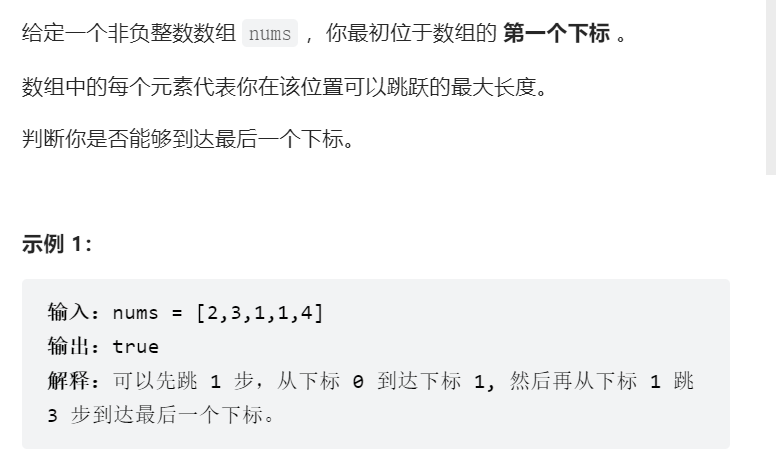 给定一个非负整数数组 nums ，你最初位于数组的 第一个下标 。
数组中的每个元素代表你在该位置可以跳跃的最大长度。
判断你是否能够到达最后一个下标。
示例 1：
输入：nums = [2,3,1,1,4]
输出：true
解释：可以先跳 1 步，从下标 0 到达下标 1, 然后再从下标 1 跳
3 步到达最后一个下标。